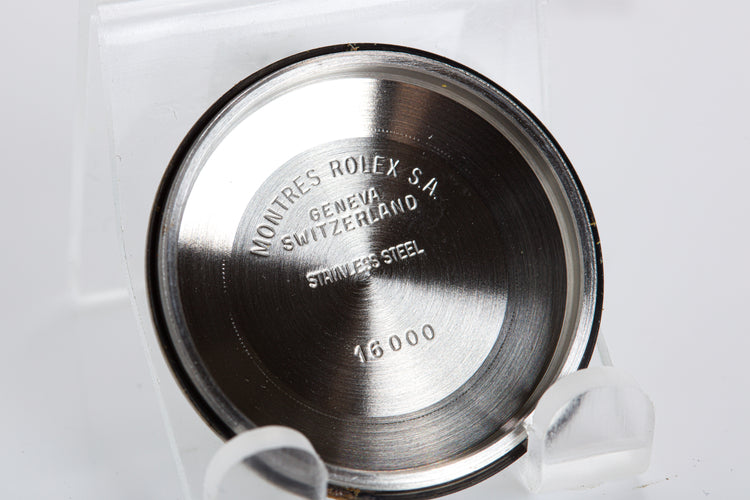 MONTRES ROLEX S.A.
GENEVA
SWITZERLAND
STAINLESS STEEL
16000